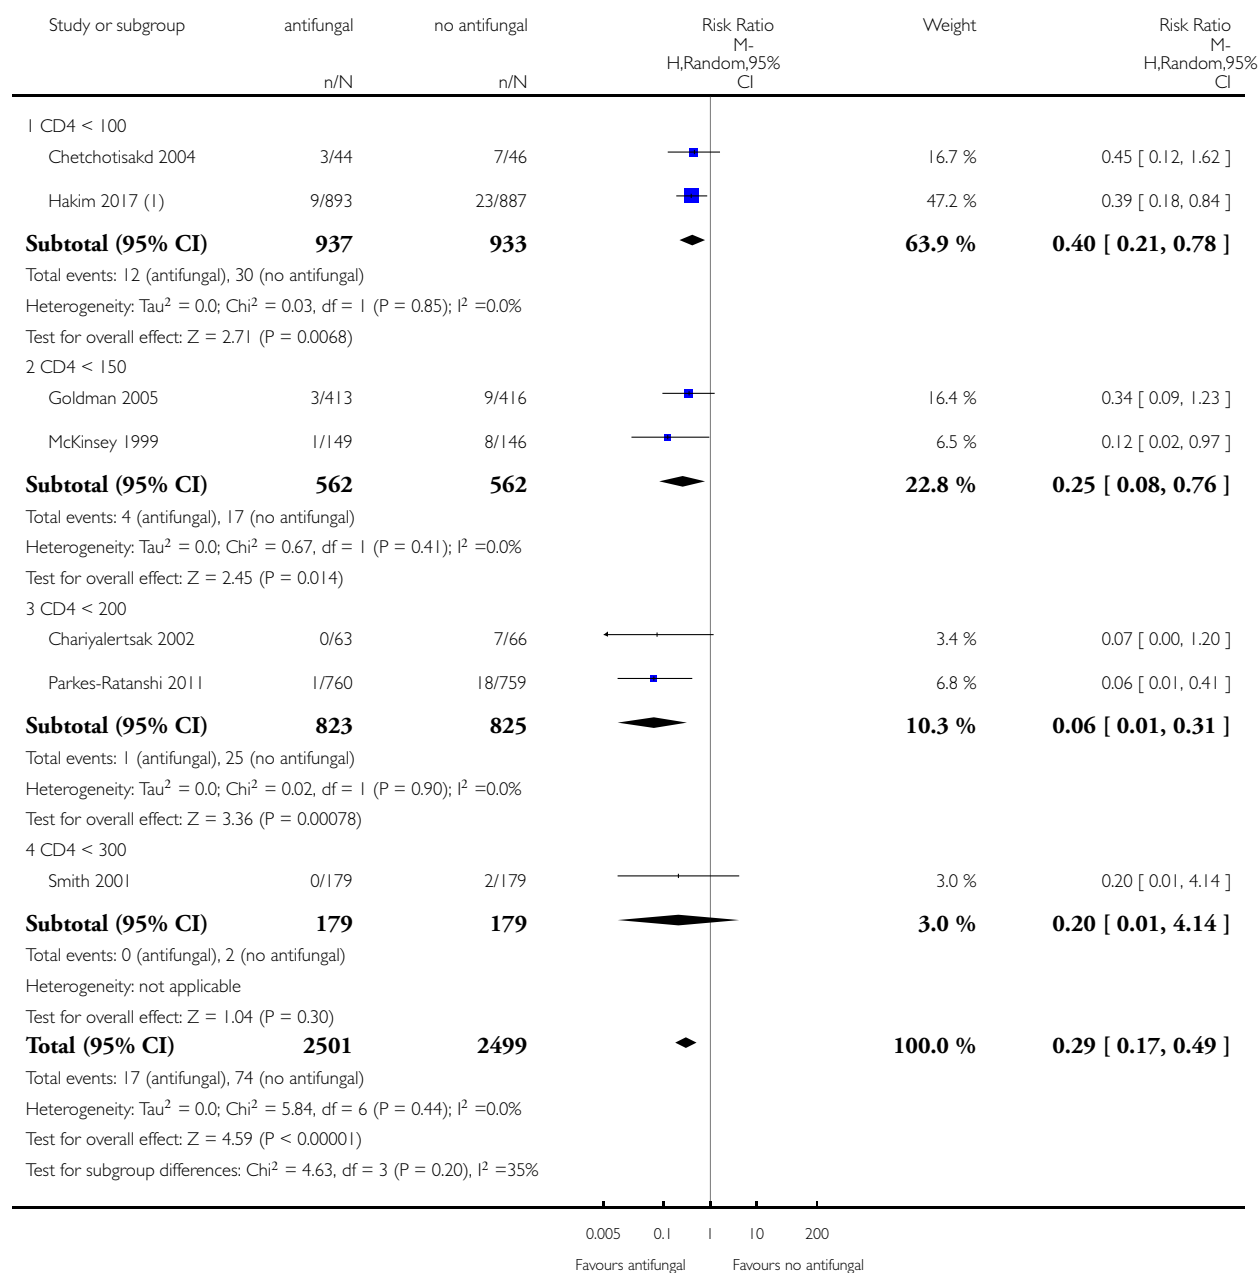 Study or subgroup antifungal no antifungal Risk Ratio Weight Risk Ratio
M- M-
H,Random,95% H,Random,95%
n/N n/N CI CI
1 CD4 < 100
Chetchotisakd 2004 3/44 7/46 16.7 % 0.45 [ 0.12, 1.62 ]
Hakim 2017 (1) 9/893 23/887 47.2 % 0.39 [ 0.18, 0.84 ]
Subtotal (95% CI) 937 933 63.9 % 0.40 [ 0.21, 0.78 ]
Total events: 12 (antifungal), 30 (no antifungal)
Heterogeneity: Tau² = 0.0; Chi² = 0.03, df = 1 (P = 0.85); I² =0.0%
Test for overall effect: Z = 2.71 (P = 0.0068)
2 CD4 < 150
Goldman 2005 3/413 9/416 16.4 % 0.34 [ 0.09, 1.23 ]
McKinsey 1999 1/149 8/146 6.5 % 0.12 [ 0.02, 0.97 ]
Subtotal (95% CI) 562 562 22.8 % 0.25 [ 0.08, 0.76 ]
Total events: 4 (antifungal), 17 (no antifungal)
Heterogeneity: Tau² = 0.0; Chi² = 0.67, df = 1 (P = 0.41); I² =0.0%
Test for overall effect: Z = 2.45 (P = 0.014)
3 CD4 < 200
Chariyalertsak 2002 0/63 7/66 3.4 % 0.07 [ 0.00, 1.20 ]
Parkes-Ratanshi 2011 1/760 18/759 6.8 % 0.06 [ 0.01, 0.41 ]
Subtotal (95% CI) 823 825 10.3 % 0.06 [ 0.01, 0.31 ]
Total events: 1 (antifungal), 25 (no antifungal)
Heterogeneity: Tau² = 0.0; Chi² = 0.02, df = 1 (P = 0.90); I² =0.0%
Test for overall effect: Z = 3.36 (P = 0.00078)
4 CD4 < 300
Smith 2001 0/179 2/179 3.0 % 0.20 [ 0.01, 4.14 ]
Subtotal (95% CI) 179 179 3.0 % 0.20 [ 0.01, 4.14 ]
Total events: 0 (antifungal), 2 (no antifungal)
Heterogeneity: not applicable
Test for overall effect: Z = 1.04 (P = 0.30)
Total (95% CI) 2501 2499 100.0 % 0.29 [ 0.17, 0.49 ]
Total events: 17 (antifungal), 74 (no antifungal)
Heterogeneity: Tau² = 0.0; Chi² = 5.84, df = 6 (P = 0.44); I² =0.0%
Test for overall effect: Z = 4.59 (P < 0.00001)
Test for subgroup differences: Chi² = 4.63, df = 3 (P = 0.20), I² =35%
0.005 0.1 1 10 200
Favours antifungal Favours no antifungal